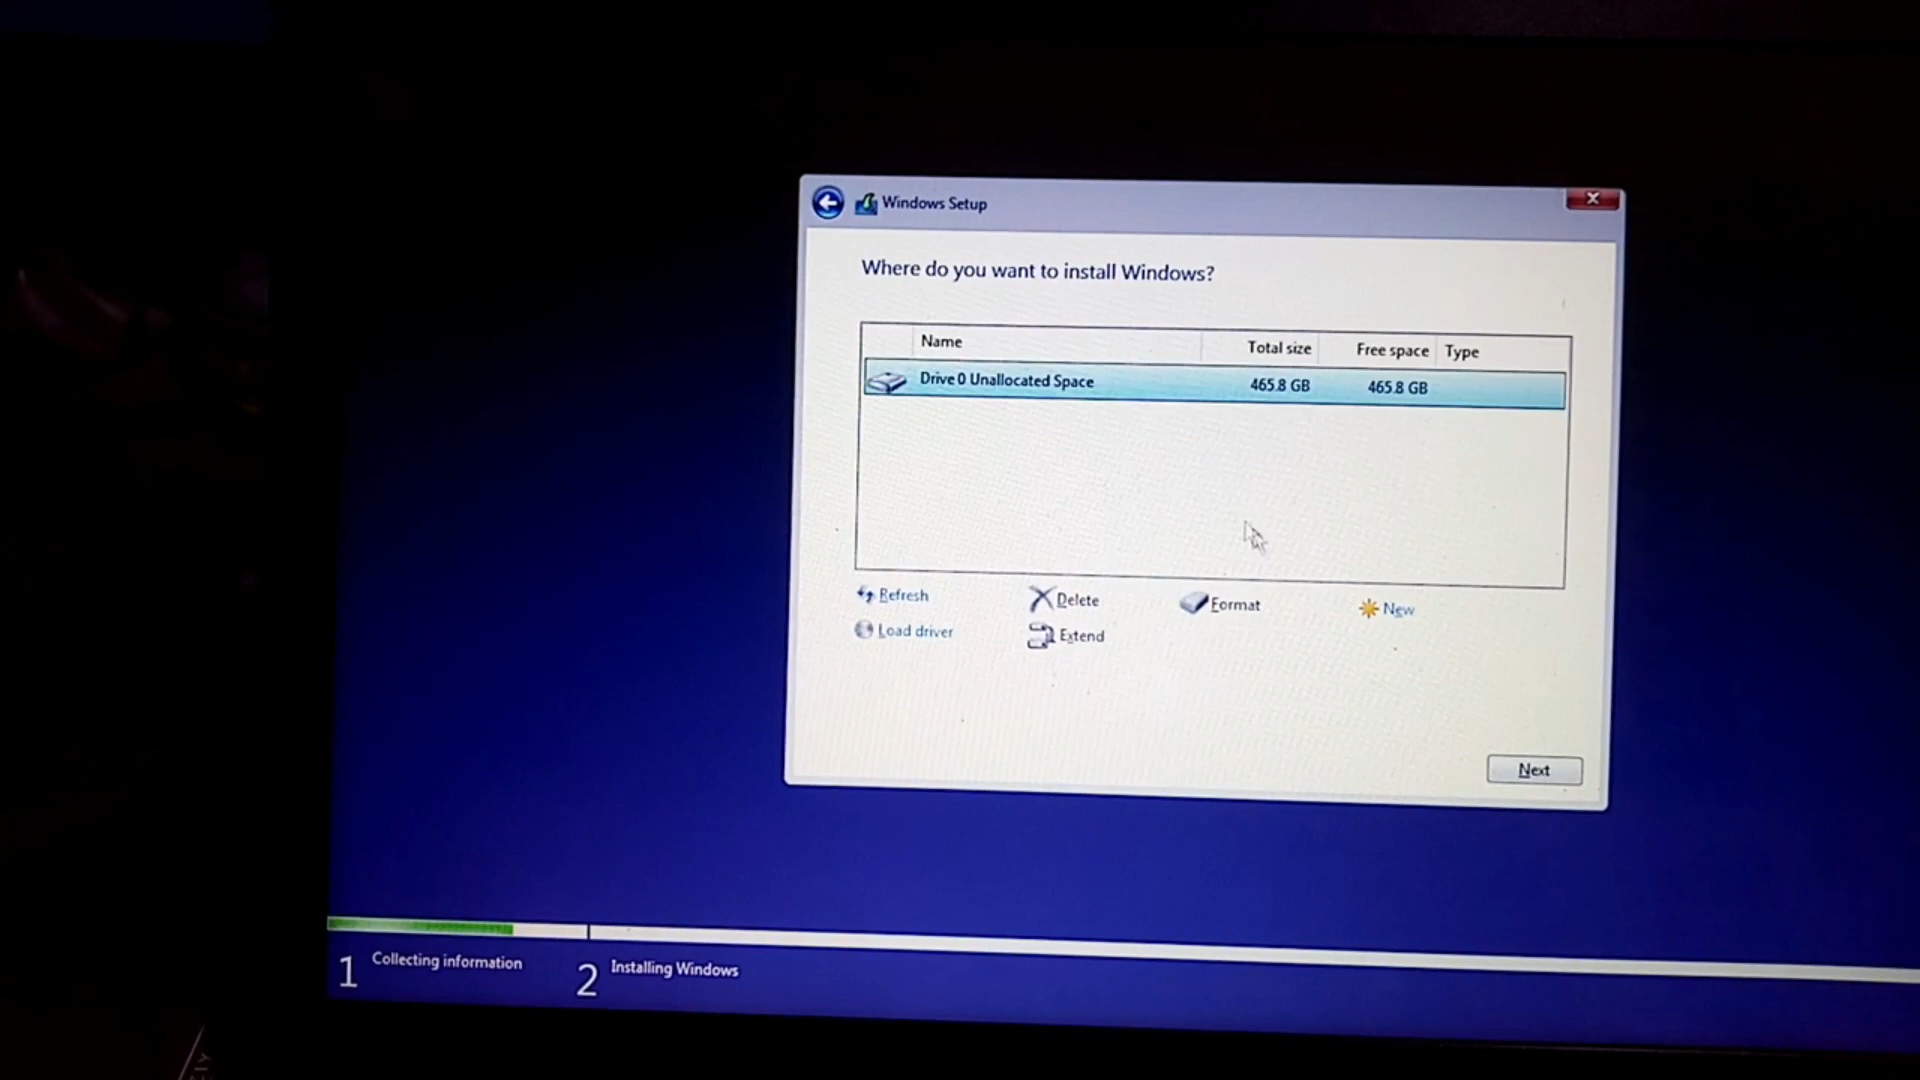 Windows Setup
Where do you want to install Windows?
Name Total size Free space Type
Drive 0 Unallocated Space 465.8 GB 465.8 GB
Refresh Delete Format New
Load driver Extend
Next
1 Collecting information 2 Installing Windows